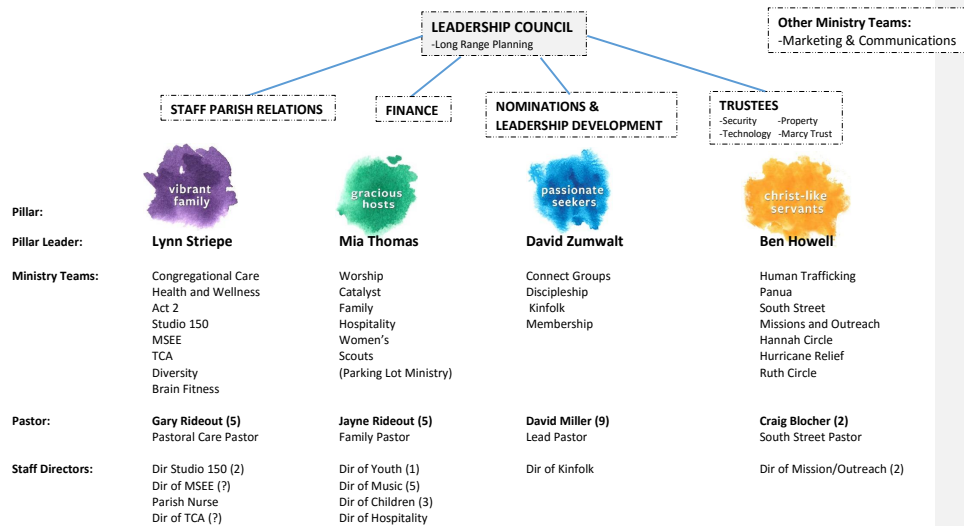 LEADERSHIP COUNCIL
-Long Range Planning
Other Ministry Teams:
-Marketing & Communications
STAFF PARISH RELATIONS
FINANCE
NOMINATIONS &
LEADERSHIP DEVELOPMENT
TRUSTEES
-Security -Property
-Technology -Marcy Trust
Pillar:
vibrant
family
gracious
hosts
passionate
seekers
christ-like
servants
Pillar Leader: Lynn Striepe Mia Thomas David Zumwalt Ben Howell
Ministry Teams: Congregational Care Worship Connect Groups Human Trafficking
Health and Wellness Catalyst Discipleship Panua
Act 2 Family Kinfolk South Street
Studio 150 Hospitality Membership Missions and Outreach
MSEE Women's Hannah Circle
TCA Scouts Hurricane Relief
Diversity (Parking Lot Ministry) Ruth Circle
Brain Fitness
Pastor: Gary Rideout (5) Jayne Rideout (5) David Miller (9) Craig Blocher (2)
Pastoral Care Pastor Family Pastor Lead Pastor South Street Pastor
Staff Directors: Dir Studio 150 (2) Dir of Youth (1) Dir of Kinfolk Dir of Mission/Outreach (2)
Dir of MSEE (?) Dir of Music (5)
Parish Nurse Dir of Children (3)
Dir of TCA (?) Dir of Hospitality